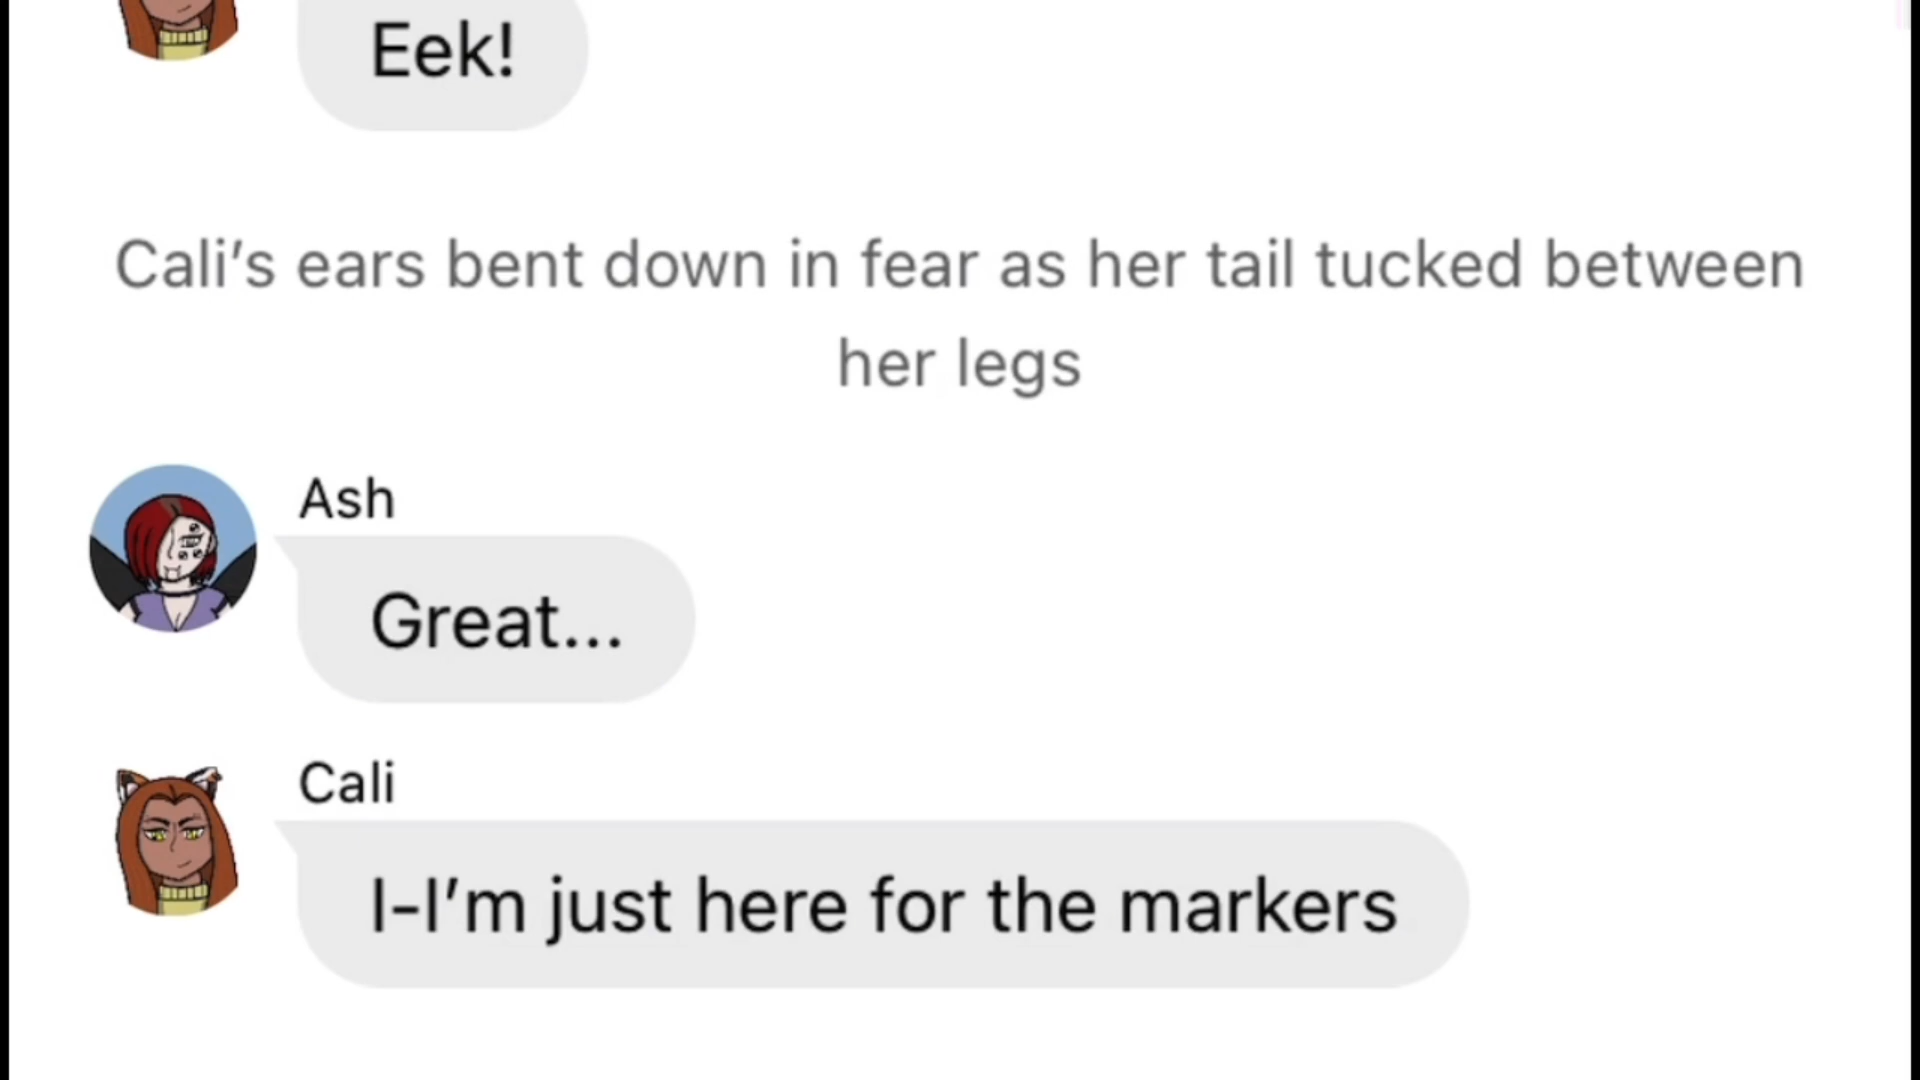 Eek!
Cali’s ears bent down in fear as her tail tucked between
her legs
Ash
Great...
Cali
I-I’m just here for the markers